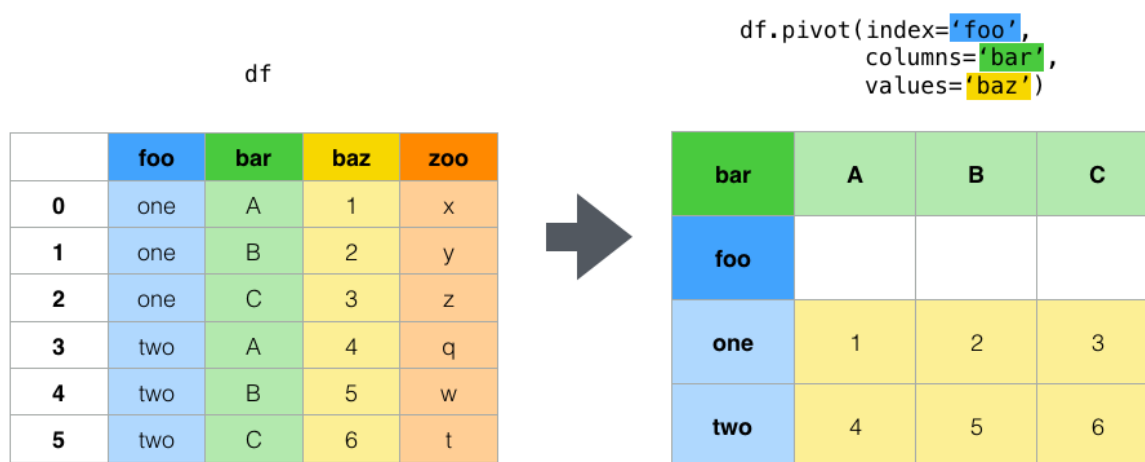 df
foo bar baz zoo
0 one A 1 x
1 one B 2 y
2 one C 3 z
3 two A 4 q
4 two B 5 w
5 two C 6 t
df.pivot(index=‘foo’,
columns=‘bar’,
values=‘baz’)
bar A B C
foo
one 1 2 3
two 4 5 6